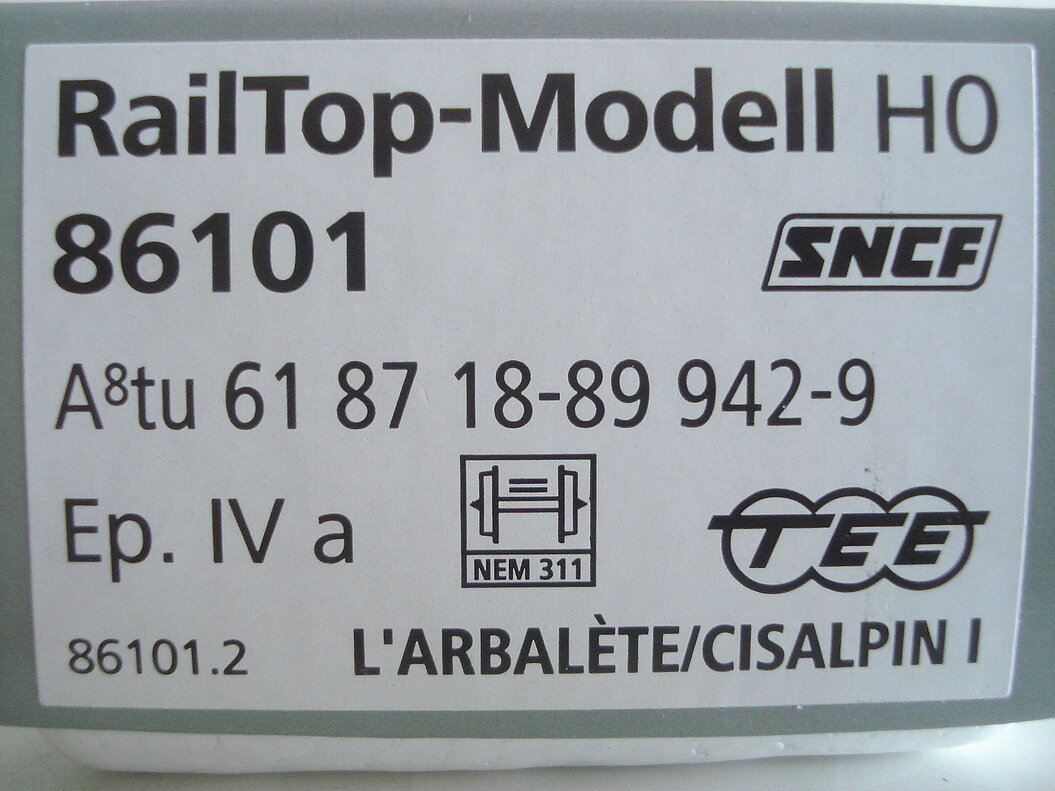 RailTop-Modell H0
86101
SNCF
A⁸tu 61 87 18-89 942-9
Ep. IV a
NEM 311
TEE
86101.2
L'ARBALÈTE/CISALPIN I